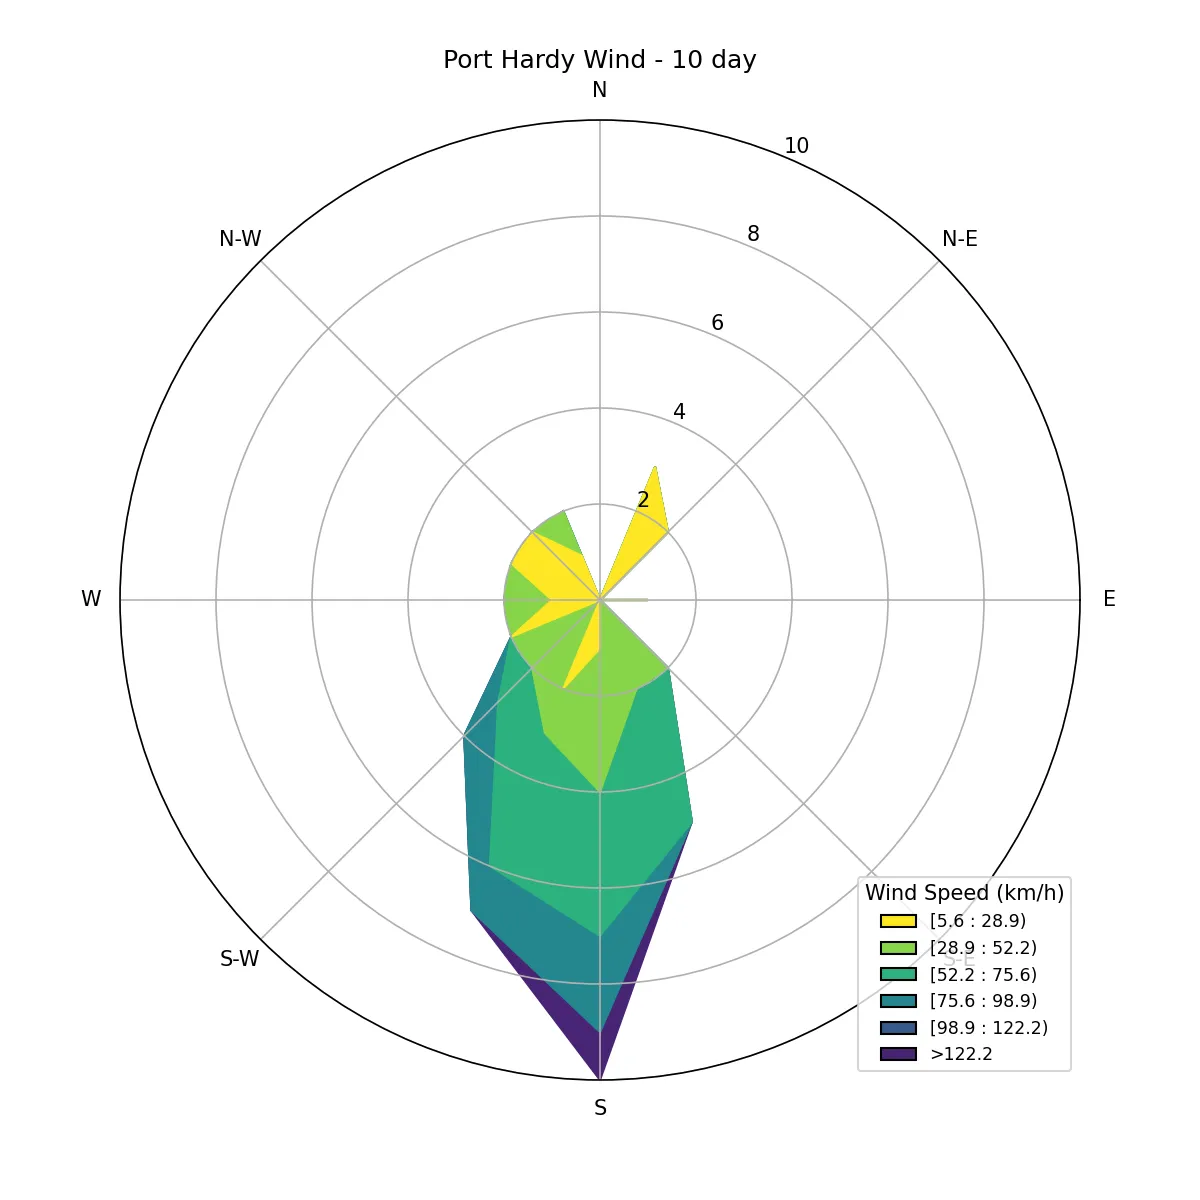 Port Hardy Wind - 10 day
N
10
N-W
N-E
8
6
4
2
W
E
S-W
S-E
Wind Speed (km/h)
[5.6 : 28.9)
[28.9 : 52.2)
[52.2 : 75.6)
[75.6 : 98.9)
[98.9 : 122.2)
>122.2
S